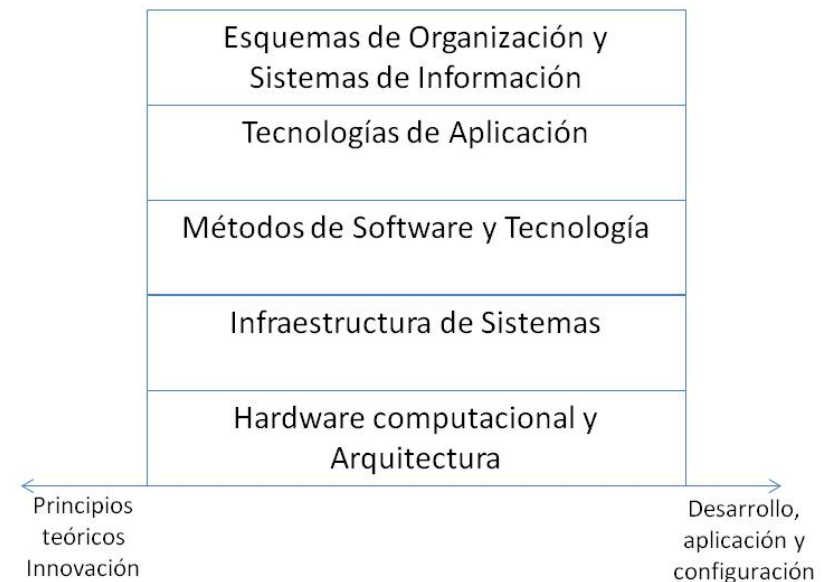 Esquemas de Organización y
Sistemas de Información
Tecnologías de Aplicación
Métodos de Software y Tecnología
Infraestructura de Sistemas
Hardware computacional y
Arquitectura
Principios
teóricos
Innovación
Desarrollo,
aplicación y
configuración